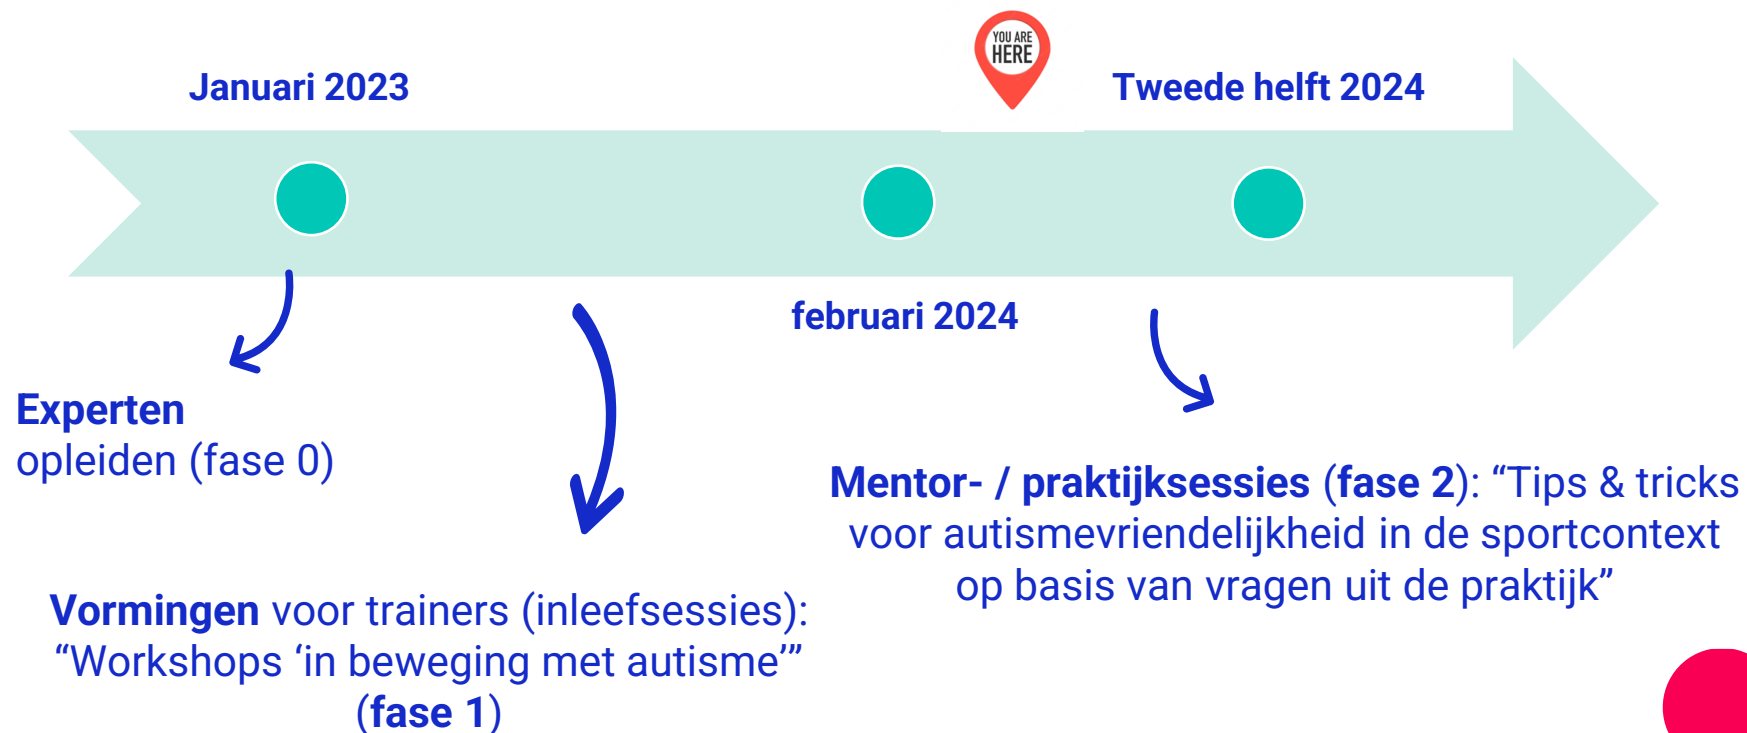 YOU ARE
HERE
Januari 2023
Tweede helft 2024
februari 2024
Experten
opleiden (fase 0)
Mentor- / praktijksessies (fase 2): “Tips & tricks
voor autismevriendelijkheid in de sportcontext
op basis van vragen uit de praktijk”
Vormingen voor trainers (inleefsessies):
“Workshops ‘in beweging met autisme’”
(fase 1)